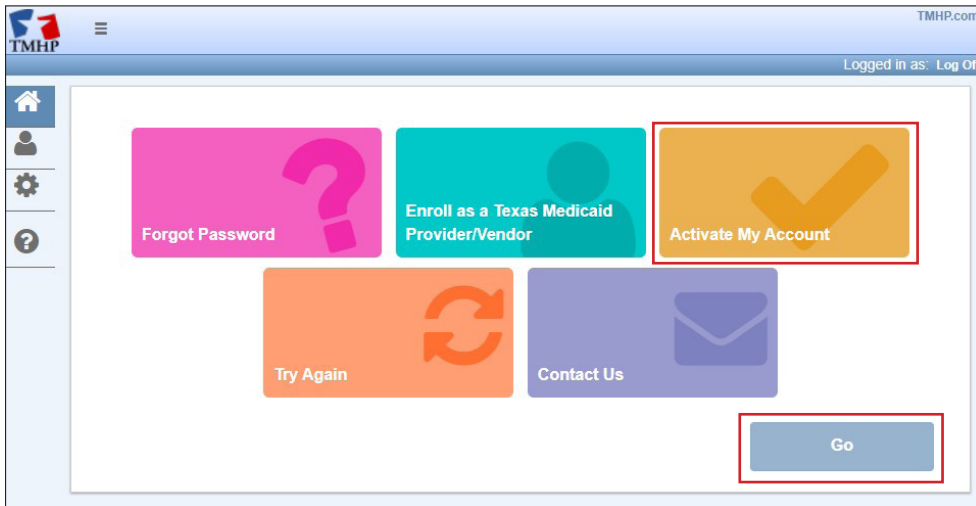 TMHP.com
TMHP
Logged in as: Log Of
Forgot Password
Enroll as a Texas Medicaid
Provider/Vendor
Activate My Account
Try Again
Contact Us
Go